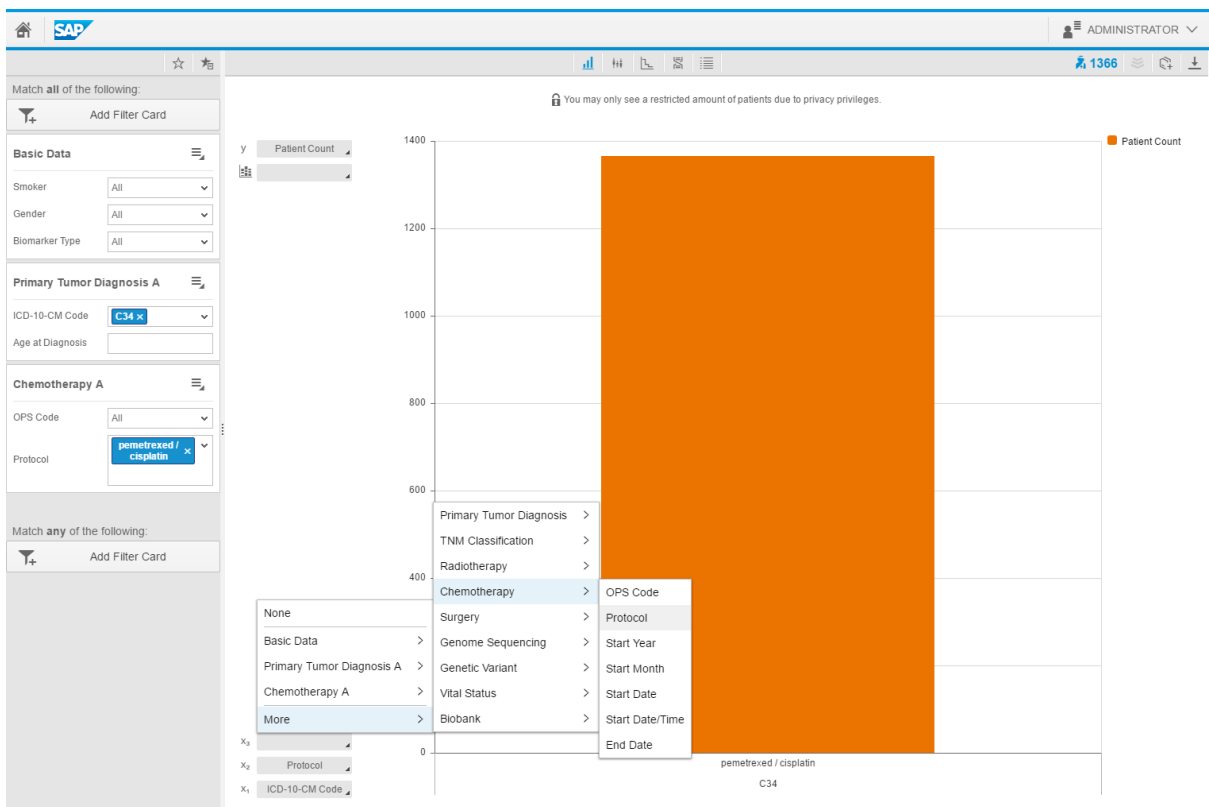 SAP
ADMINISTRATOR
1366
Match all of the following:
Add Filter Card
Basic Data
Smoker
All
Gender
All
Biomarker Type
All
Primary Tumor Diagnosis A
ICD-10-CM Code
C34 ×
Age at Diagnosis
Chemotherapy A
OPS Code
All
Protocol
pemetrexed /
cisplatin ×
Match any of the following:
Add Filter Card
You may only see a restricted amount of patients due to privacy privileges.
y Patient Count
1400
1200
1000
800
600
400
0
Patient Count
None
Basic Data
Primary Tumor Diagnosis A
Chemotherapy A
More
Primary Tumor Diagnosis
TNM Classification
Radiotherapy
Chemotherapy
Surgery
Genome Sequencing
Genetic Variant
Vital Status
Biobank
OPS Code
Protocol
Start Year
Start Month
Start Date
Start Date/Time
End Date
x₃
x₂ Protocol
x₁ ICD-10-CM Code
pemetrexed / cisplatin
C34